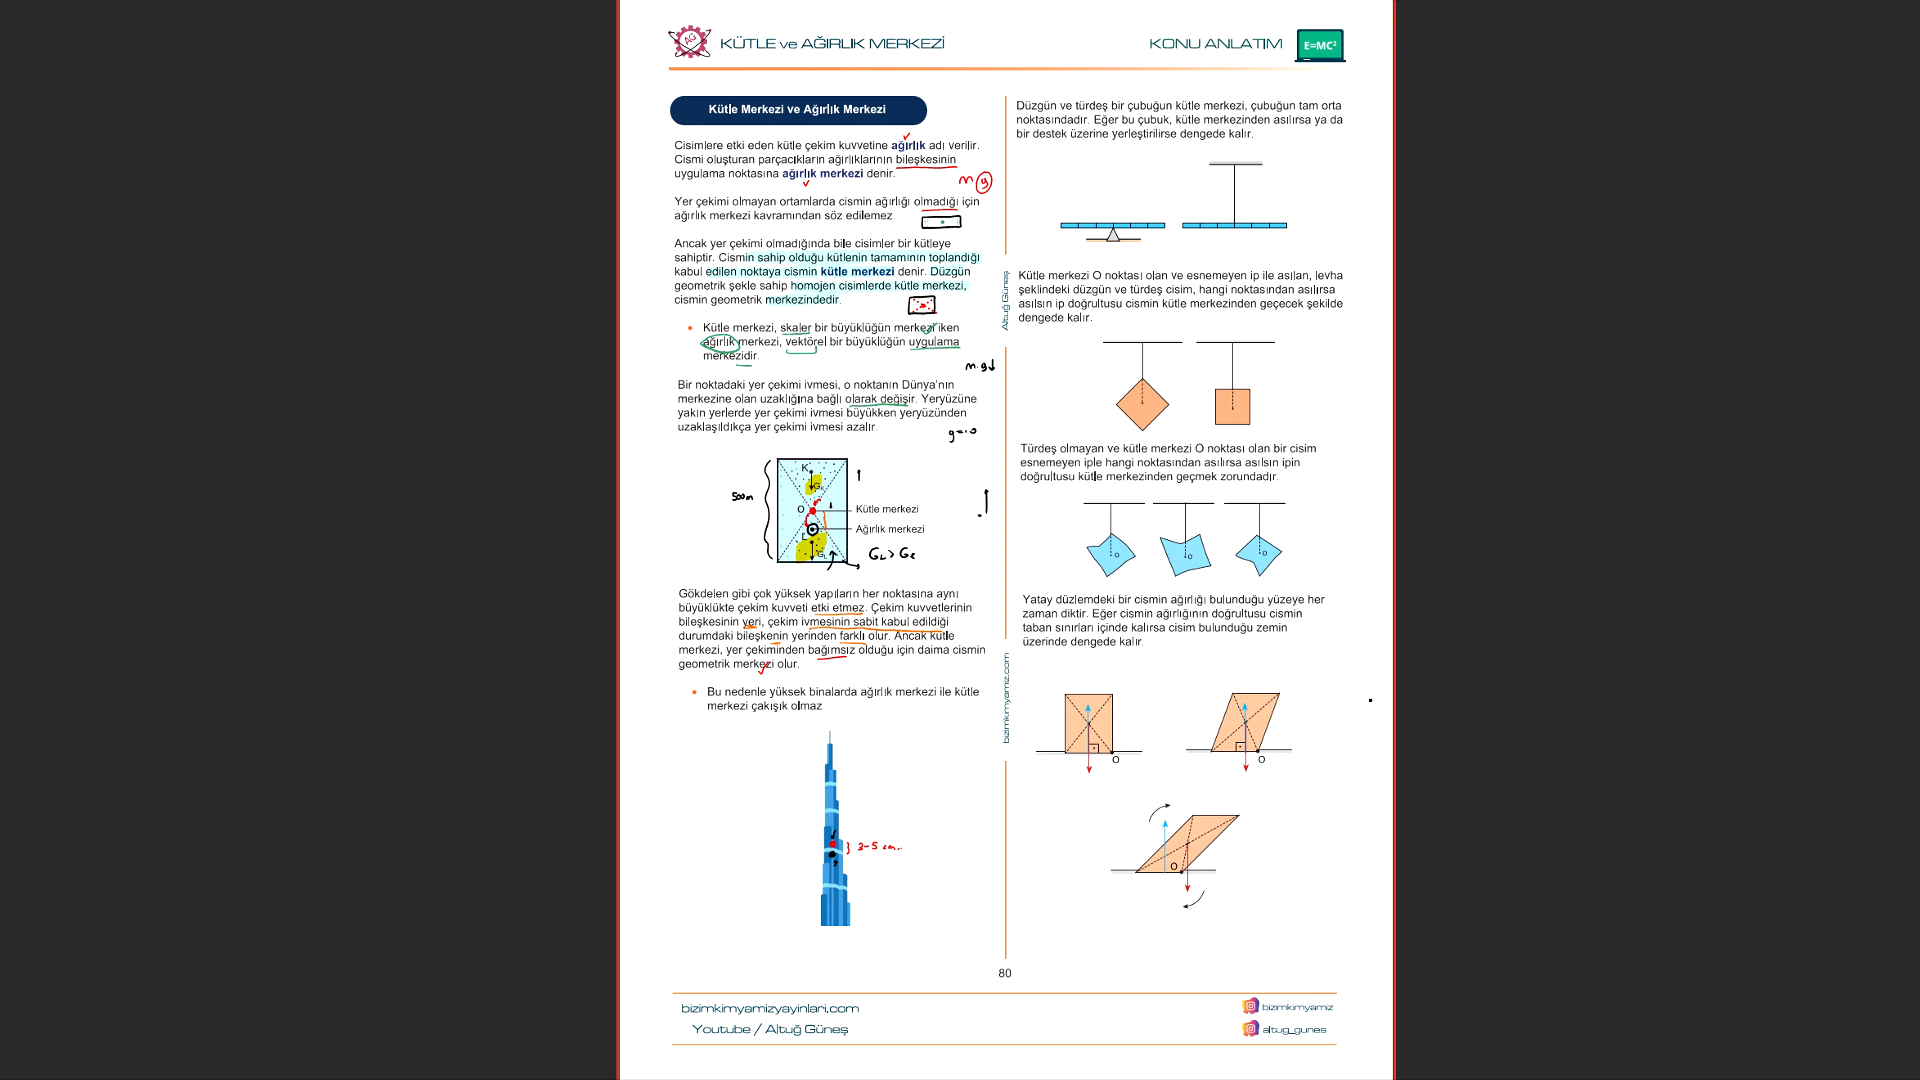 KÜTLE ve AĞIRLIK MERKEZİ
KONU ANLATIM
E=MC²
AG
Kütle Merkezi ve Ağırlık Merkezi
Cisimlere etki eden kütle çekim kuvvetine ağırlık adı verilir.
Cismi oluşturan parçacıkların ağırlıklarının bileşkesinin
uygulama noktasına ağırlık merkezi denir.
m g
Yer çekimi olmayan ortamlarda cismin ağırlığı olmadığı için
ağırlık merkezi kavramından söz edilemez.
Ancak yer çekimi olmadığında bile cisimler bir kütleye
sahiptir. Cismin sahip olduğu kütlenin tamamının toplandığı
kabul edilen noktaya cismin kütle merkezi denir. Düzgün
geometrik şekle sahip homojen cisimlerde kütle merkezi,
cismin geometrik merkezindedir.
• Kütle merkezi, skaler bir büyüklüğün merkezi iken
ağırlık merkezi, vektörel bir büyüklüğün uygulama
merkezidir.
m.g
Bir noktadaki yer çekimi ivmesi, o noktanın Dünya'nın
merkezine olan uzaklığına bağlı olarak değişir. Yeryüzüne
yakın yerlerde yer çekimi ivmesi büyükken yeryüzünden
uzaklaşıldıkça yer çekimi ivmesi azalır.
500m
K
O
Kütle merkezi
Ağırlık merkezi
L
Gökdelen gibi çok yüksek yapıların her noktasına aynı
büyüklükte çekim kuvveti etki etmez. Çekim kuvvetlerinin
bileşkesinin yeri, çekim ivmesinin sabit kabul edildiği
durumdaki bileşkenin yerinden farklı olur. Ancak kütle
merkezi, yer çekiminden bağımsız olduğu için daima cismin
geometrik merkezi olur.
• Bu nedenle yüksek binalarda ağırlık merkezi ile kütle
merkezi çakışık olmaz
3-5 cm
Altuğ Güneş
bizimkimyamiz.com
Düzgün ve türdeş bir çubuğun kütle merkezi, çubuğun tam orta
noktasındadır. Eğer bu çubuk, kütle merkezinden asılırsa ya da
bir destek üzerine yerleştirilirse dengede kalır.
Kütle merkezi O noktası olan ve esnemeyen ip ile asılan, levha
şeklindeki düzgün ve türdeş cisim, hangi noktasından asılırsa
asılsın ip doğrultusu cismin kütle merkezinden geçecek şekilde
dengede kalır.
Türdeş olmayan ve kütle merkezi O noktası olan bir cisim
esnemeyen iple hangi noktasından asılırsa asılsın ipin
doğrultusu kütle merkezinden geçmek zorundadır.
O O O
Yatay düzlemdeki bir cismin ağırlığı bulunduğu yüzeye her
zaman diktir. Eğer cismin ağırlığının doğrultusu cismin
taban sınırları içinde kalırsa cisim bulunduğu zemin
üzerinde dengede kalır.
O O
O
80
bizimkimyamizyayinlari.com
Youtube / Altuğ Güneş
bizimkimyamiz
altug_gunes